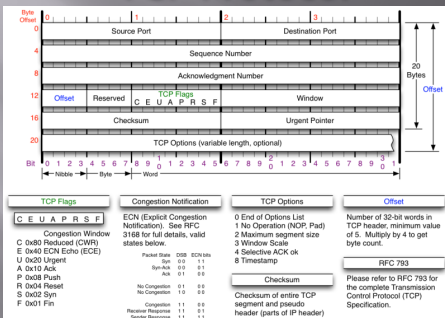 Byte
Offset
0 1 2 3
0
Source Port Destination Port
4
Sequence Number
8
Acknowledgment Number
20
Bytes
12
Offset Reserved TCP Flags
C E U A P R S F
Window
Offset
16
Checksum Urgent Pointer
20
TCP Options (variable length, optional)
Bit 0 1 2 3 4 5 6 7 8 9 10 1 2 3 4 5 6 7 8 9 20 1 2 3 4 5 6 7 8 9 30 1
Nibble Byte Word
TCP Flags
C E U A P R S F
Congestion Window
C 0x80 Reduced (CWR)
E 0x40 ECN Echo (ECE)
U 0x20 Urgent
A 0x10 Ack
P 0x08 Push
R 0x04 Reset
S 0x02 Syn
F 0x01 Fin
Congestion Notification
ECN (Explicit Congestion
Notification). See RFC
3168 for full details, valid
states below.
Packet State DSB ECN bits
Syn 0 0 1 1
Syn-Ack 0 0 0 1
Ack 0 1 0 0
No Congestion 0 1 0 0
No Congestion 1 0 0 0
Congestion 1 1 0 0
Receiver Response 1 1 0 1
Sender Response 1 1 1 1
TCP Options
0 End of Options List
1 No Operation (NOP, Pad)
2 Maximum segment size
3 Window Scale
4 Selective ACK ok
8 Timestamp
Checksum
Checksum of entire TCP
segment and pseudo
header (parts of IP header)
Offset
Number of 32-bit words in
TCP header, minimum value
of 5. Multiply by 4 to get
byte count.
RFC 793
Please refer to RFC 793 for
the complete Transmission
Control Protocol (TCP)
Specification.